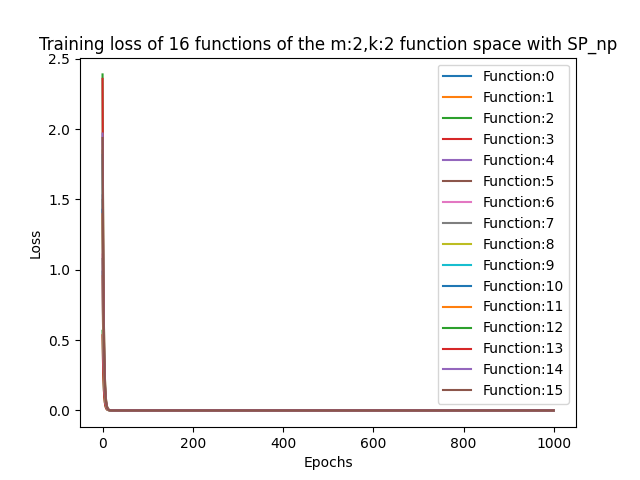 Training loss of 16 functions of the m:2,k:2 function space with SP_np
2.5
2.0
1.5
1.0
0.5
0.0
Loss
0 200 400 600 800 1000
Epochs
Function:0
Function:1
Function:2
Function:3
Function:4
Function:5
Function:6
Function:7
Function:8
Function:9
Function:10
Function:11
Function:12
Function:13
Function:14
Function:15